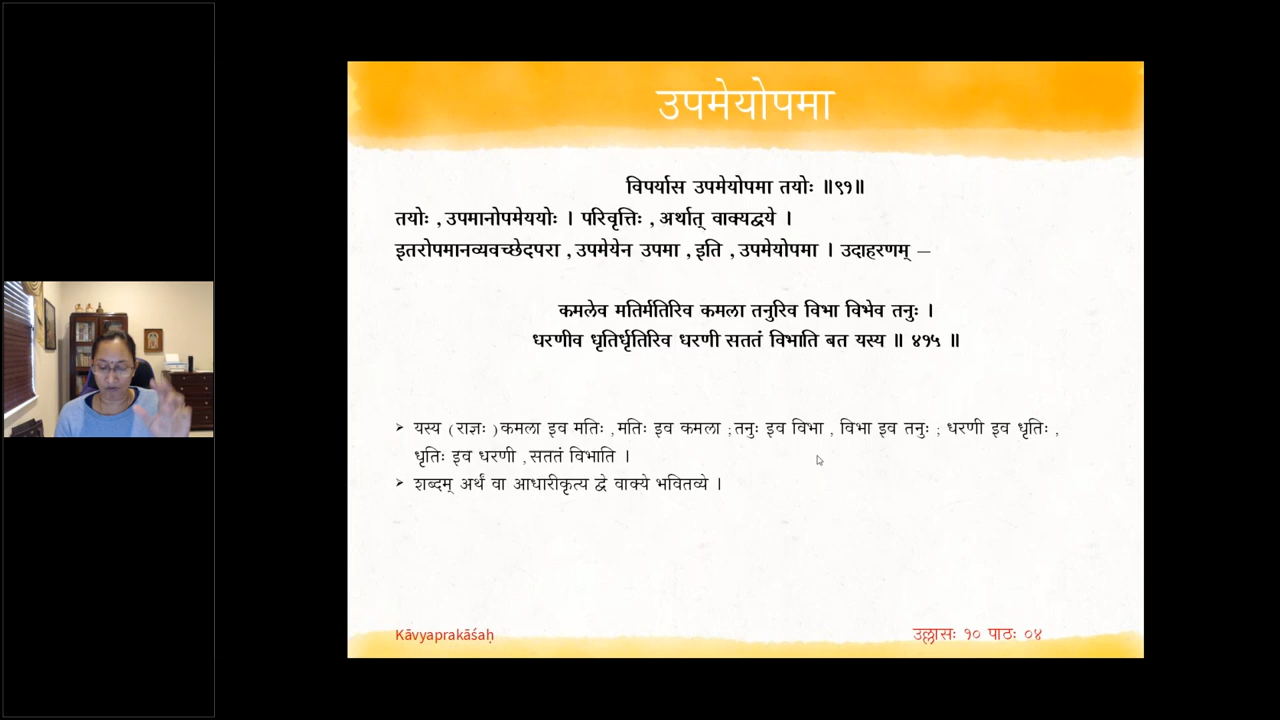 उपमेयोपमा
विपर्यास उपमेयोपमा तयोः ॥९१॥
तयोः , उपमानोपमेययोः । परिवृत्तिः , अर्थात् वाक्यद्वये ।
इतरोपमानव्यवच्छेदपरा , उपमेयेन उपमा , इति , उपमेयोपमा । उदाहरणम् —
कमलेव मतिर्मतिरिव कमला तनुरिव विभा विभेव तनुः ।
धरणीव धृतिर्धृतिरिव धरणी सततं विभाति बत यस्य ॥ ४१५ ॥
➢ यस्य ( राज्ञः ) कमला इव मतिः , मतिः इव कमला ; तनुः इव विभा , विभा इव तनुः ; धरणी इव धृतिः ,
धृतिः इव धरणी , सततं विभाति ।
➢ शब्दम् अर्थं वा आधारीकृत्य द्वे वाक्ये भवितव्ये ।
Kāvyaprakāśaḥ
उल्लासः १० पाठः ०४